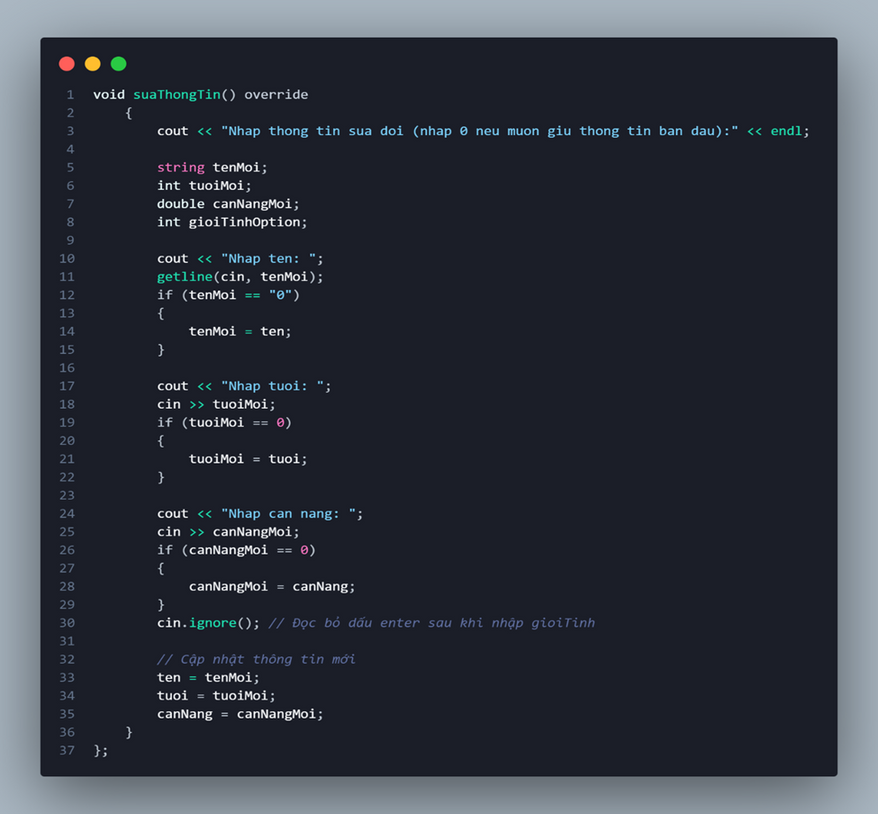 1 void suaThongTin() override
2 {
3 cout << "Nhap thong tin sua doi (nhap 0 neu muon giu thong tin ban dau):" << endl;
4
5 string tenMoi;
6 int tuoiMoi;
7 double canNangMoi;
8 int gioiTinhOption;
9
10 cout << "Nhap ten: ";
11 getline(cin, tenMoi);
12 if (tenMoi == "0")
13 {
14 tenMoi = ten;
15 }
16
17 cout << "Nhap tuoi: ";
18 cin >> tuoiMoi;
19 if (tuoiMoi == 0)
20 {
21 tuoiMoi = tuoi;
22 }
23
24 cout << "Nhap can nang: ";
25 cin >> canNangMoi;
26 if (canNangMoi == 0)
27 {
28 canNangMoi = canNang;
29 }
30 cin.ignore(); // Đọc bỏ dấu enter sau khi nhập gioiTinh
31
32 // Cập nhật thông tin mới
33 ten = tenMoi;
34 tuoi = tuoiMoi;
35 canNang = canNangMoi;
36 }
37 };